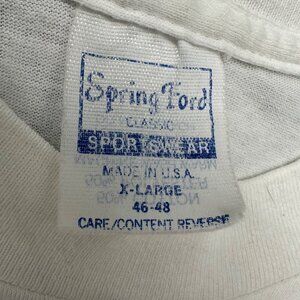 Spring Ford
CLASSIC
SPORTSWEAR
MADE IN U.S.A.
X-LARGE
46-48
CARE/CONTENT REVERSE